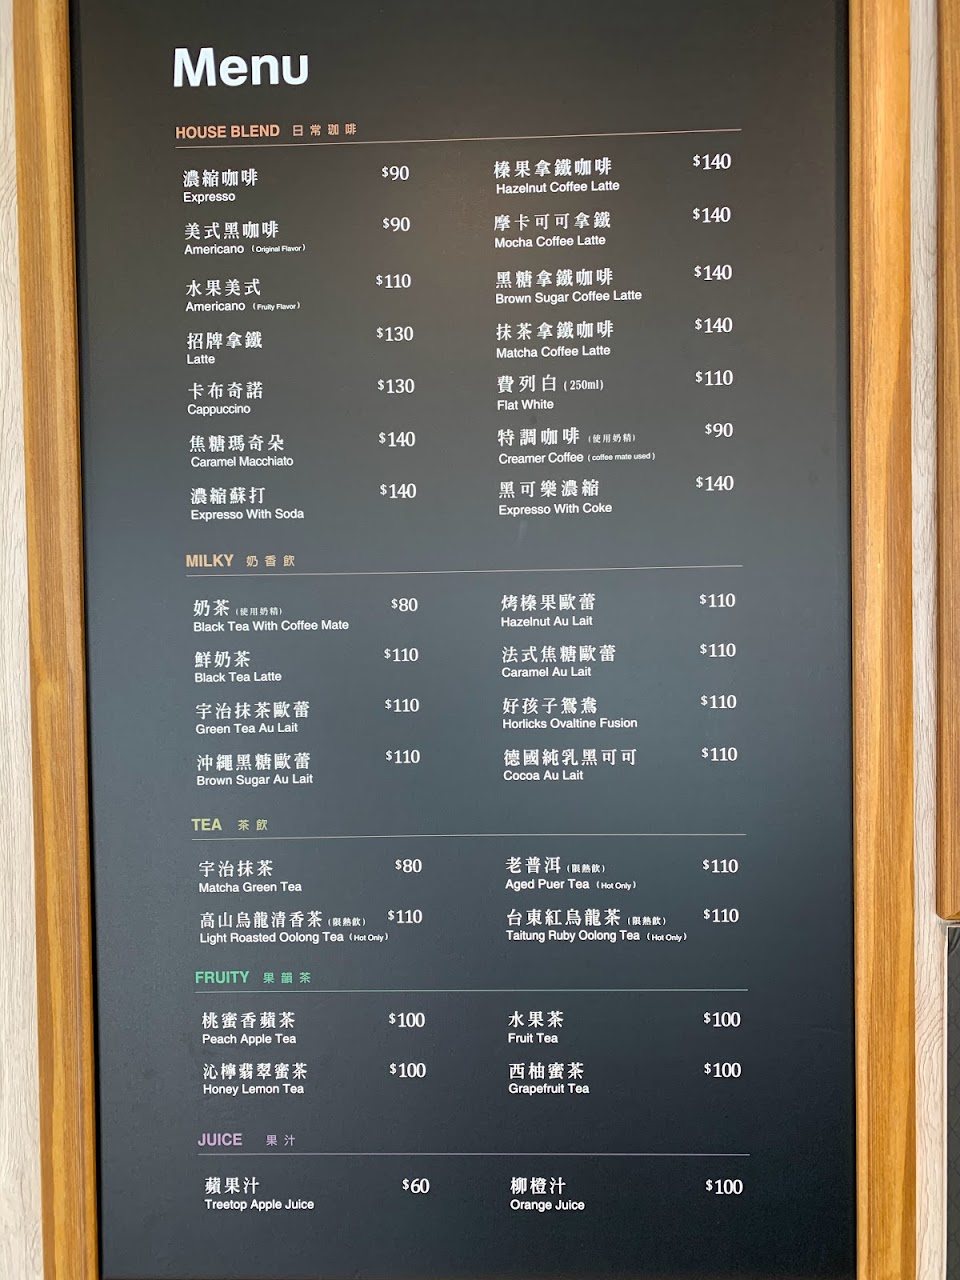 Menu
HOUSE BLEND 日常咖啡
濃縮咖啡 $90
Expresso
美式黑咖啡 $90
Americano (Original Flavor)
水果美式 $110
Americano (Fruity Flavor)
招牌拿鐵 $130
Latte
卡布奇諾 $130
Cappuccino
焦糖瑪奇朵 $140
Caramel Macchiato
濃縮蘇打 $140
Expresso With Soda
榛果拿鐵咖啡 $140
Hazelnut Coffee Latte
摩卡可可拿鐵 $140
Mocha Coffee Latte
黑糖拿鐵咖啡 $140
Brown Sugar Coffee Latte
抹茶拿鐵咖啡 $140
Matcha Coffee Latte
費列白 (250ml) $110
Flat White
特調咖啡 (使用奶精) $90
Creamer Coffee (coffee mate used)
黑可樂濃縮 $140
Expresso With Coke
MILKY 奶香飲
奶茶 (使用奶精) $80
Black Tea With Coffee Mate
鮮奶茶 $110
Black Tea Latte
宇治抹茶歐蕾 $110
Green Tea Au Lait
沖繩黑糖歐蕾 $110
Brown Sugar Au Lait
烤榛果歐蕾 $110
Hazelnut Au Lait
法式焦糖歐蕾 $110
Caramel Au Lait
好孩子鴛鴦 $110
Horlicks Ovaltine Fusion
德國純乳黑可可 $110
Cocoa Au Lait
TEA 茶飲
宇治抹茶 $80
Matcha Green Tea
高山烏龍清香茶 (限熱飲) $110
Light Roasted Oolong Tea (Hot Only)
老普洱 (限熱飲) $110
Aged Puer Tea (Hot Only)
台東紅烏龍茶 (限熱飲) $110
Taitung Ruby Oolong Tea (Hot Only)
FRUITY 果韻茶
桃蜜香蘋茶 $100
Peach Apple Tea
沁檸翡翠蜜茶 $100
Honey Lemon Tea
水果茶 $100
Fruit Tea
西柚蜜茶 $100
Grapefruit Tea
JUICE 果汁
蘋果汁 $60
Treetop Apple Juice
柳橙汁 $100
Orange Juice